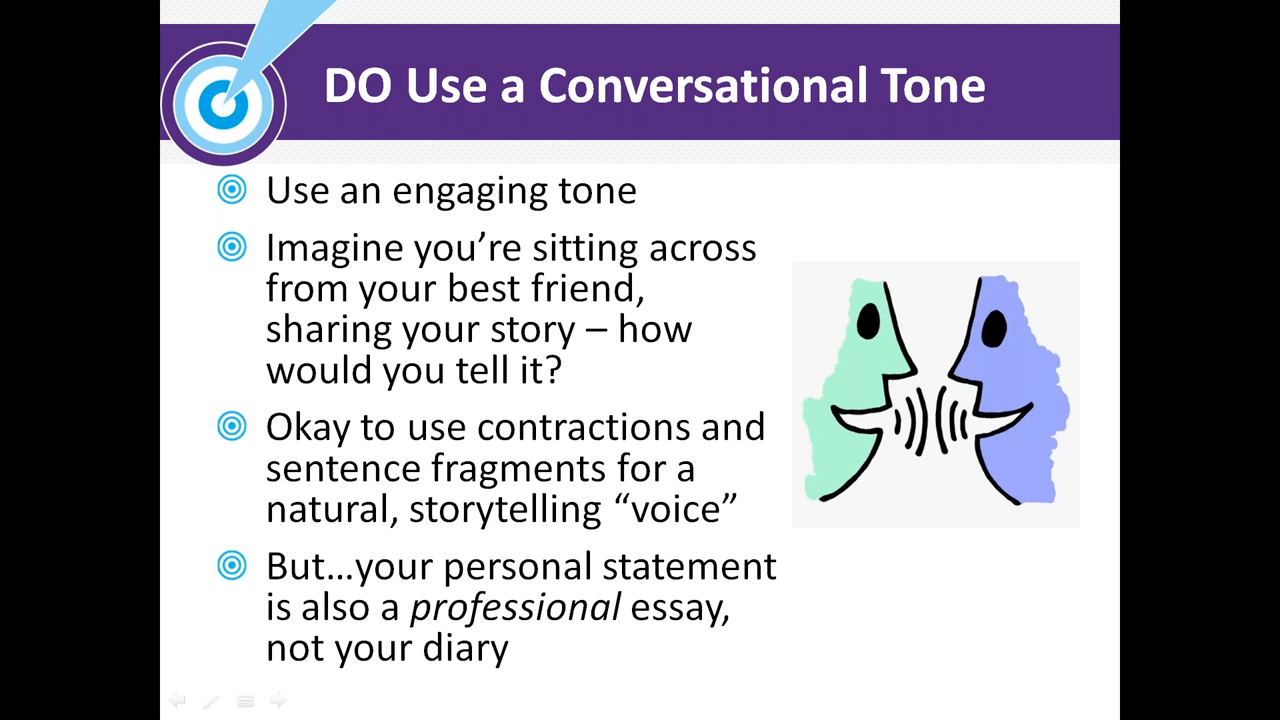 DO Use a Conversational Tone
Use an engaging tone
Imagine you’re sitting across
from your best friend,
sharing your story – how
would you tell it?
Okay to use contractions and
sentence fragments for a
natural, storytelling “voice”
But…your personal statement
is also a professional essay,
not your diary